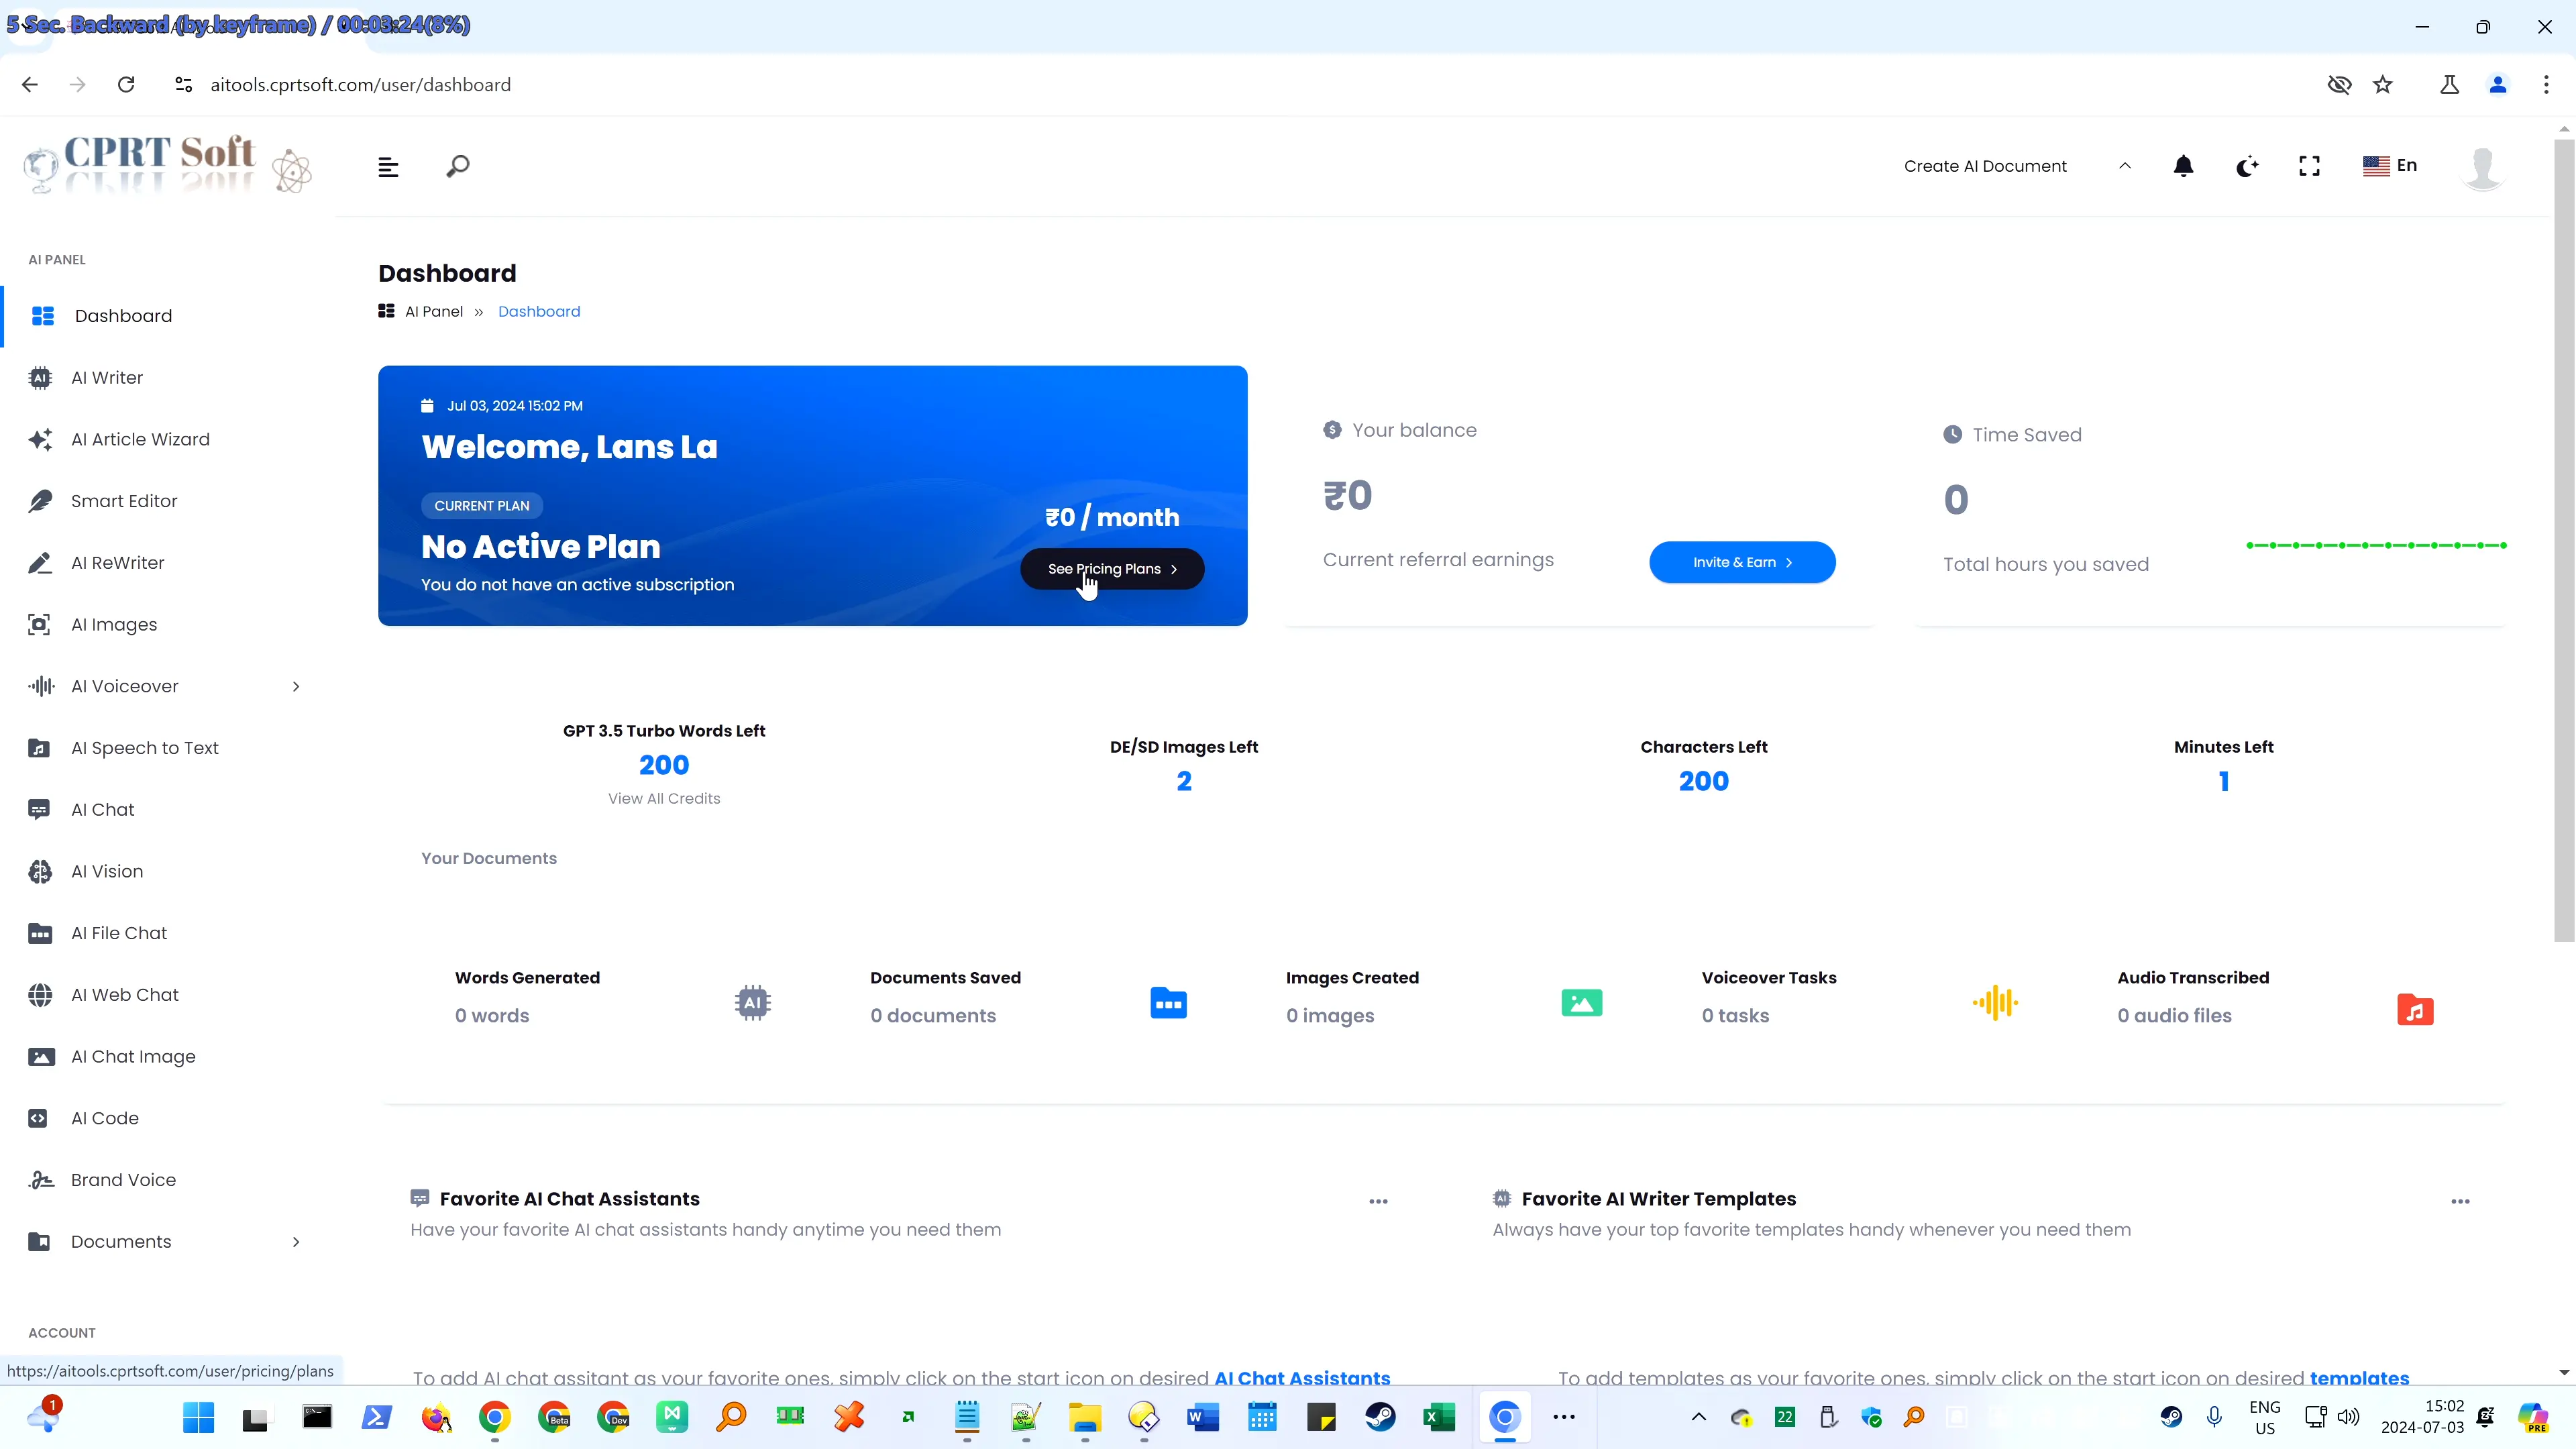 5 Sec. Backward (by keyframe) / 00:03:24(8%)
aitools.cprtsoft.com/user/dashboard
CPRT Soft
Create AI Document
En
AI PANEL
Dashboard
AI Writer
AI Article Wizard
Smart Editor
AI ReWriter
AI Images
AI Voiceover
AI Speech to Text
AI Chat
AI Vision
AI File Chat
AI Web Chat
AI Chat Image
AI Code
Brand Voice
Documents
ACCOUNT
Dashboard
AI Panel » Dashboard
Jul 03, 2024 15:02 PM
Welcome, Lans La
CURRENT PLAN
No Active Plan
You do not have an active subscription
₹0 / month
See Pricing Plans
Your balance
₹0
Current referral earnings
Invite & Earn
Time Saved
0
Total hours you saved
GPT 3.5 Turbo Words Left
200
View All Credits
DE/SD Images Left
2
Characters Left
200
Minutes Left
1
Your Documents
Words Generated
0 words
AI
Documents Saved
0 documents
Images Created
0 images
Voiceover Tasks
0 tasks
Audio Transcribed
0 audio files
Favorite AI Chat Assistants
Have your favorite AI chat assistants handy anytime you need them
Favorite AI Writer Templates
Always have your top favorite templates handy whenever you need them
To add AI chat assitant as your favorite ones, simply click on the start icon on desired AI Chat Assistants
To add templates as your favorite ones, simply click on the start icon on desired templates
https://aitools.cprtsoft.com/user/pricing/plans
1
Beta
Dev
22
ENG
US
15:02
2024-07-03
PRE